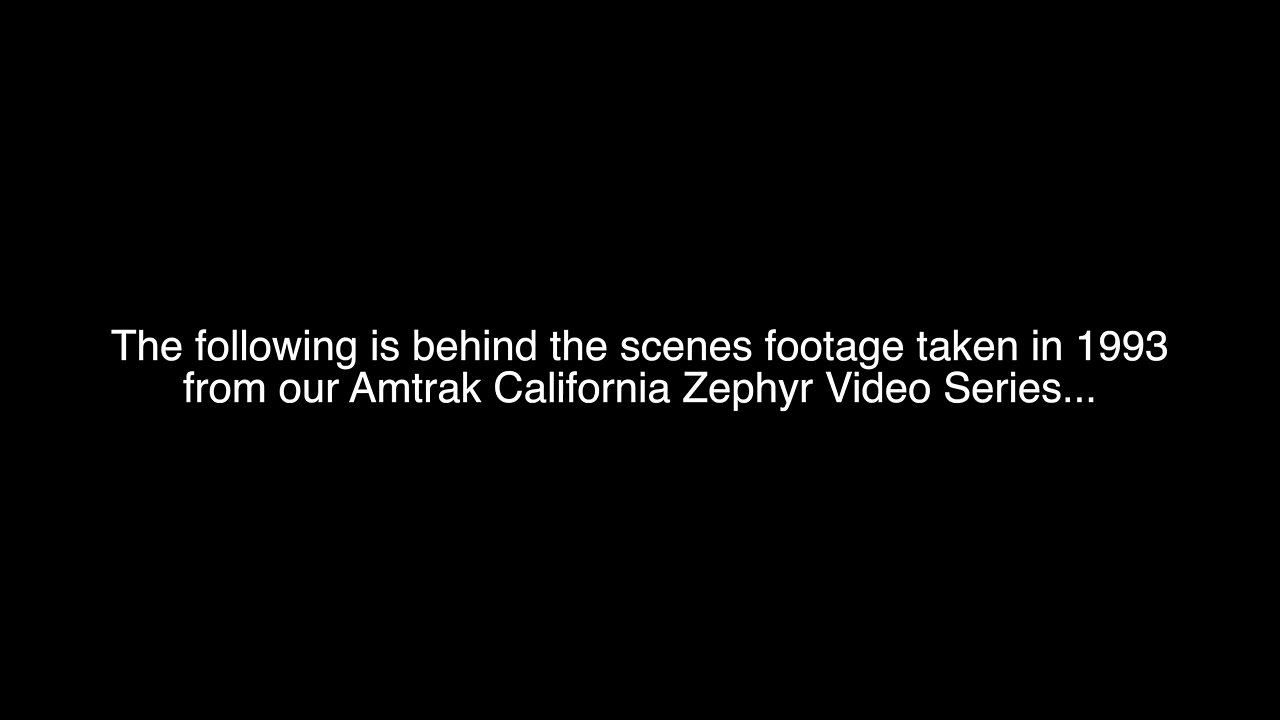 The following is behind the scenes footage taken in 1993
from our Amtrak California Zephyr Video Series...